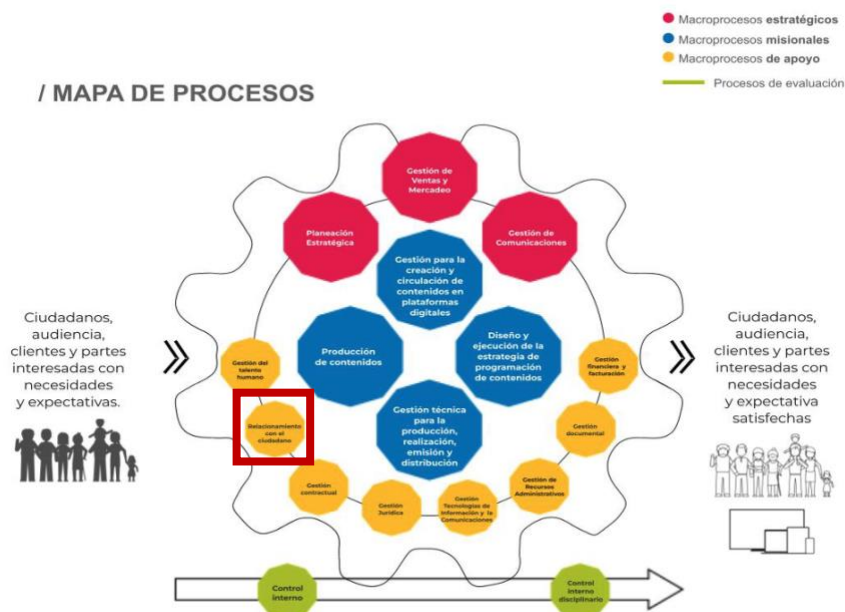 Macroprocesos estratégicos
Macroprocesos misionales
Macroprocesos de apoyo
Procesos de evaluación
/ MAPA DE PROCESOS
Gestión de
Ventas y
Mercadeo
Planeación
Estratégica
Gestión de
Comunicaciones
Gestión para la
creación y
circulación de
contenidos en
plataformas
digitales
Producción
de contenidos
Diseño y
ejecución de la
estrategia de
programación
de contenidos
Gestión técnica
para la
producción,
realización,
emisión y
distribución
Ciudadanos,
audiencia,
clientes y partes
interesadas con
necesidades
y expectativas.
Gestión del
talento
humano
Relacionamiento
con el
ciudadano
Gestión
contractual
Gestión
Jurídica
Gestión
Tecnologías de
Información y la
Comunicaciones
Gestión de
Recursos
Administrativos
Gestión
documental
Gestión
financiera y
facturación
Ciudadanos,
audiencia,
clientes y partes
interesadas con
necesidades
y expectativa
satisfechas
Control
interno
Control
interno
disciplinario